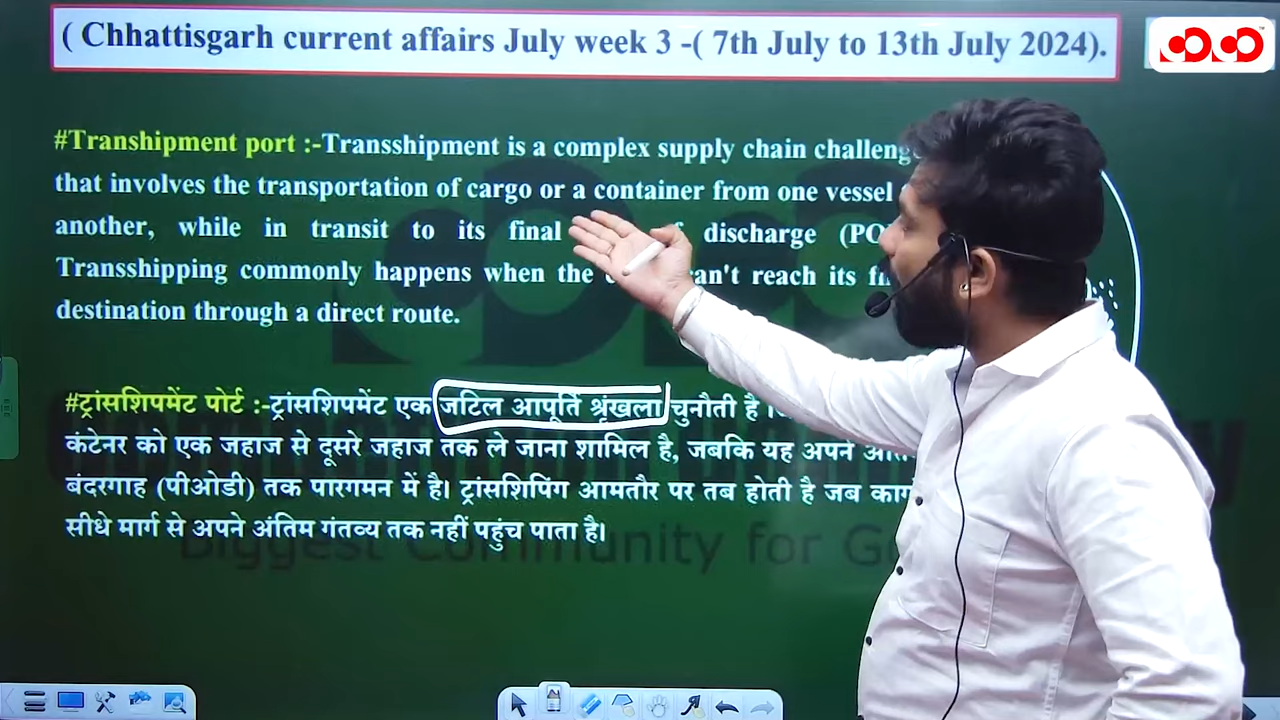 ( Chhattisgarh current affairs July week 3 -( 7th July to 13th July 2024).
#Transhipment port :-Transshipment is a complex supply chain
that involves the transportation of cargo or a container from one vessel
another, while in transit to its final discharge
Transshipping commonly happens when the can't reach its
destination through a direct route.
#ट्रांसशिपमेंट पोर्ट :-ट्रांसशिपमेंट एक जटिल आपूर्ति श्रृंखला चुनौती है
कंटेनर को एक जहाज से दूसरे जहाज तक ले जाना शामिल है, जबकि यह अपने
बंदरगाह (पीओडी) तक पारगमन में है। ट्रांसशिपिंग आमतौर पर तब होती है जब
सीधे मार्ग से अपने अंतिम गंतव्य तक नहीं पहुंच पाता है।
Biggest Community for